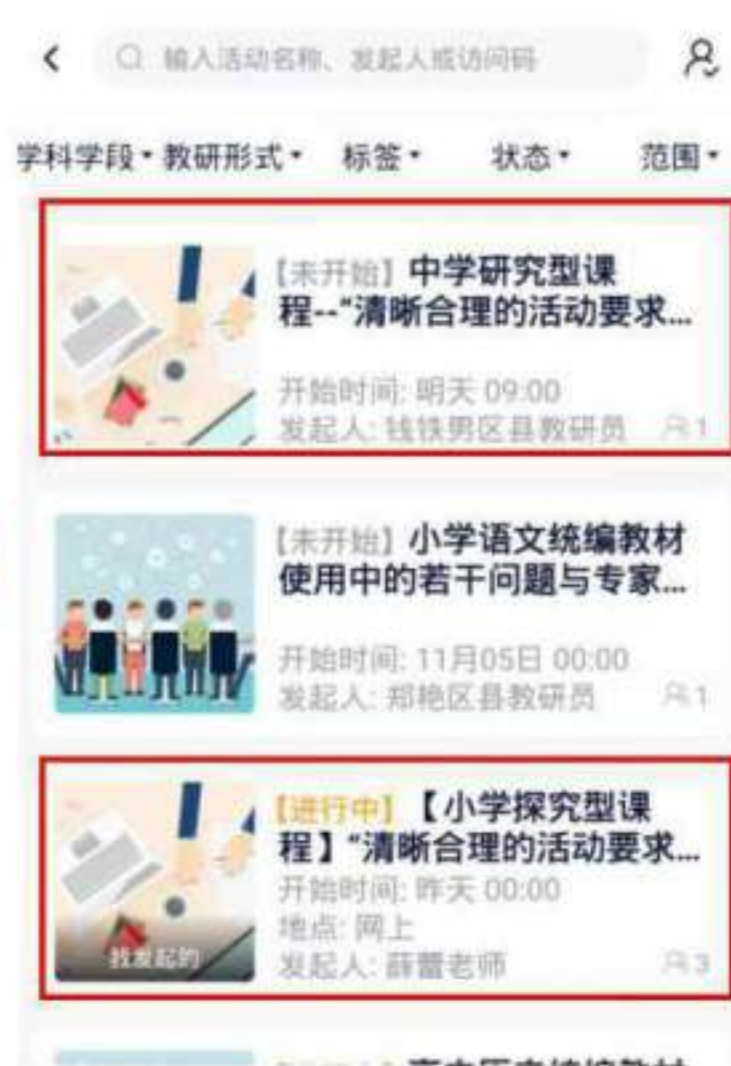 输入活动名称、发起人或访问码
学科学段 教研形式 标签 状态 范围
【未开始】中学研究型课
程--“清晰合理的活动要求...
开始时间: 明天 09:00
发起人: 钱铁男区县教研员 1
【未开始】小学语文统编教材
使用中的若干问题与专家...
开始时间: 11月05日 00:00
发起人: 郑艳区县教研员 1
【进行中】【小学探究型课
程】“清晰合理的活动要求...
开始时间: 昨天 00:00
地点: 网上
我发起的
发起人: 薛蕾老师 3